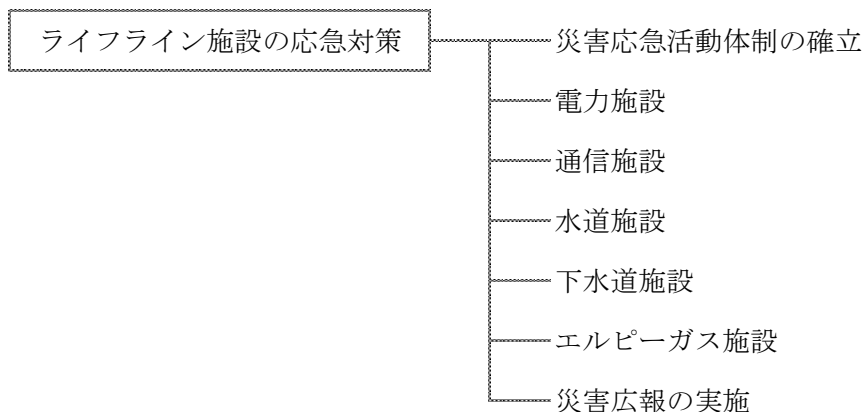 ライフライン施設の応急対策
災害応急活動体制の確立
電力施設
通信施設
水道施設
下水道施設
エルピーガス施設
災害広報の実施